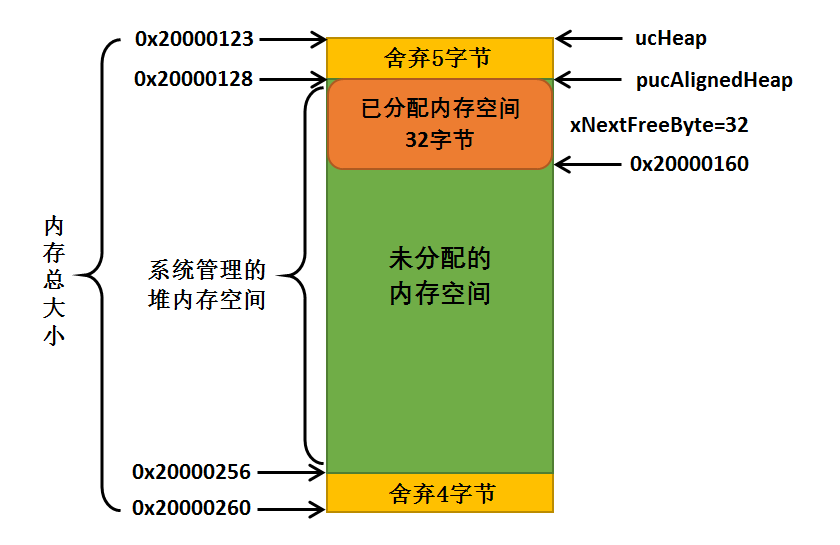 0x20000123
舍弃5字节
ucHeap
0x20000128
pucAlignedHeap
已分配内存空间
32字节
xNextFreeByte=32
0x20000160
内存总大小
系统管理的
堆内存空间
未分配的
内存空间
0x20000256
舍弃4字节
0x20000260